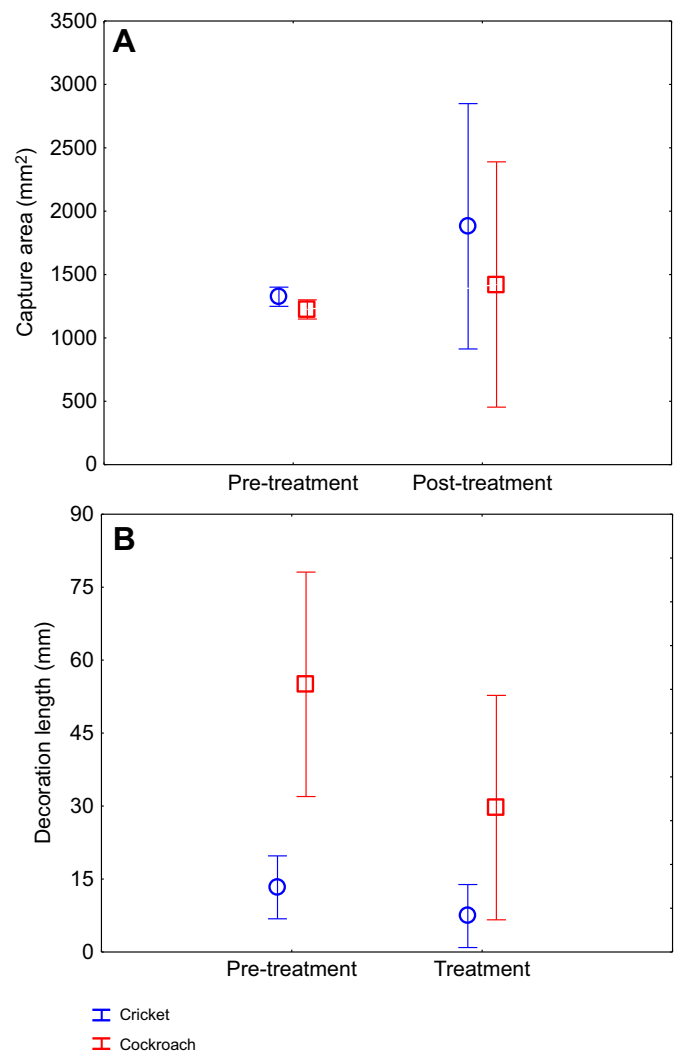 A
3500
3000
2500
2000
1500
1000
500
0
Capture area (mm²)
Pre-treatment Post-treatment
B
90
75
60
45
30
15
0
Decoration length (mm)
Pre-treatment Treatment
Cricket
Cockroach